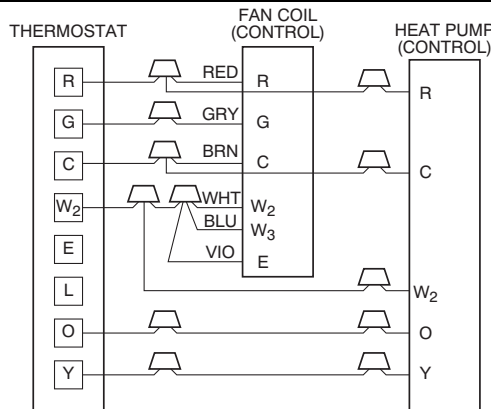 THERMOSTAT
FAN COIL
(CONTROL)
HEAT PUMP
(CONTROL)
R
RED
R
R
G
GRY
G
C
BRN
C
C
W2
WHT
W2
BLU
W3
E
VIO
E
L
W2
O
O
Y
Y